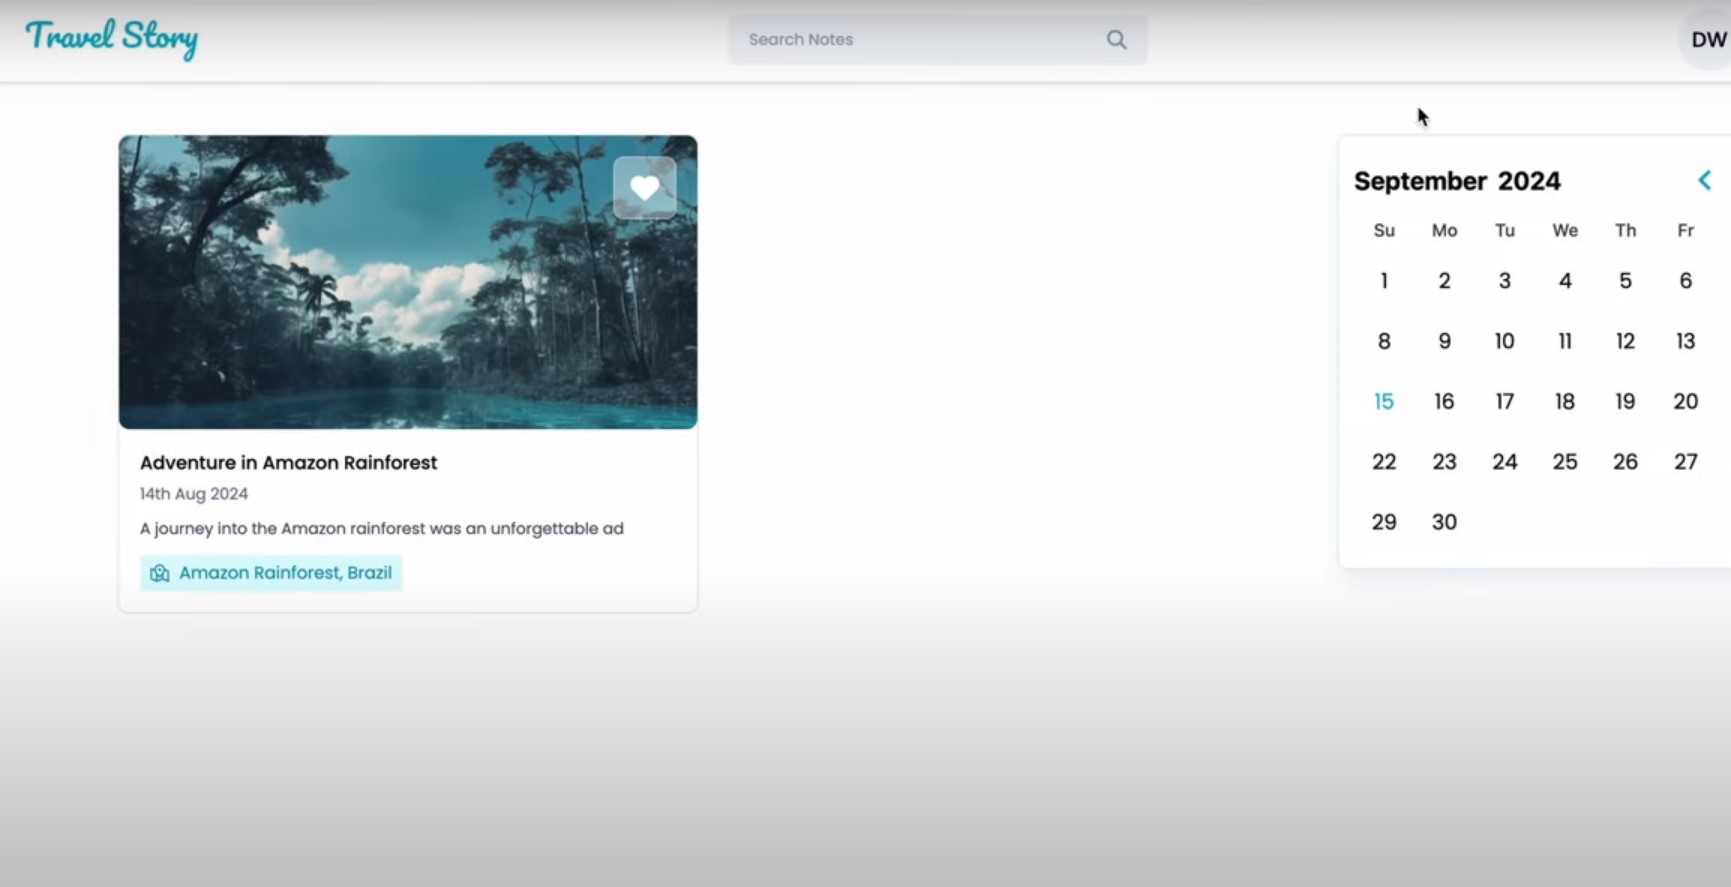 Travel Story
Search Notes
DW
Adventure in Amazon Rainforest
14th Aug 2024
A journey into the Amazon rainforest was an unforgettable ad
Amazon Rainforest, Brazil
September 2024
Su Mo Tu We Th Fr
1 2 3 4 5 6
8 9 10 11 12 13
15 16 17 18 19 20
22 23 24 25 26 27
29 30